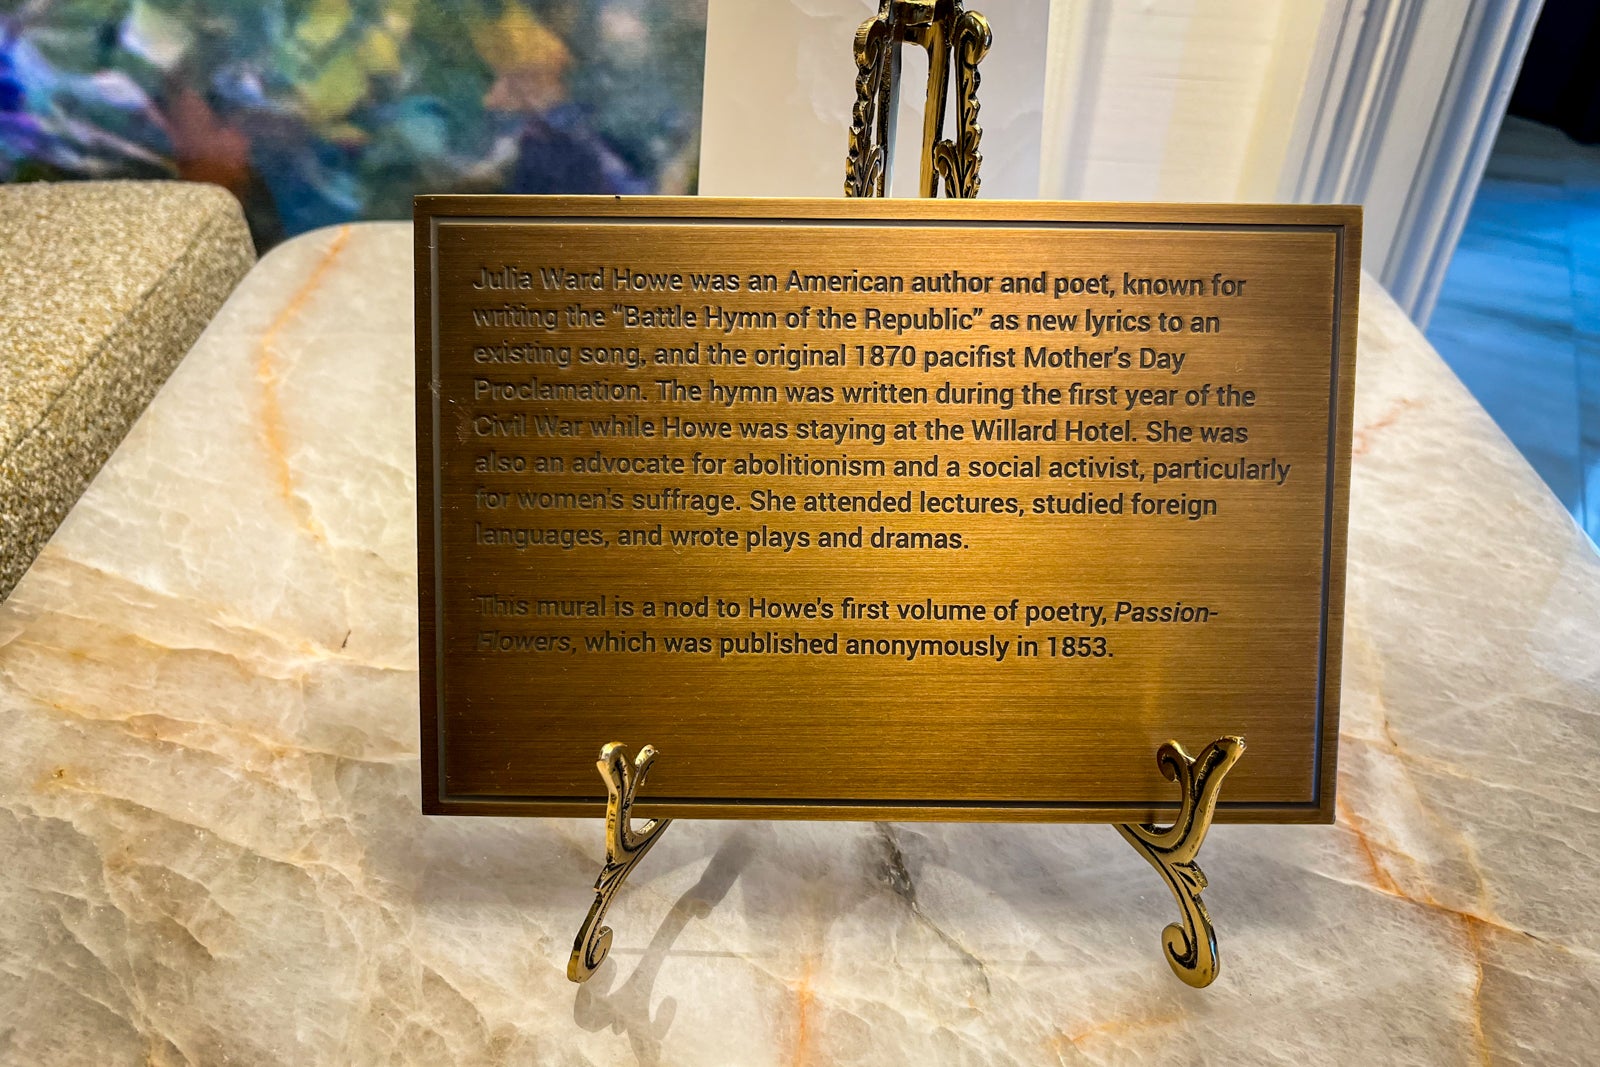 Julia Ward Howe was an American author and poet, known for
writing the “Battle Hymn of the Republic” as new lyrics to an
existing song, and the original 1870 pacifist Mother's Day
Proclamation. The hymn was written during the first year of the
Civil War while Howe was staying at the Willard Hotel. She was
also an advocate for abolitionism and a social activist, particularly
for women's suffrage. She attended lectures, studied foreign
languages, and wrote plays and dramas.
This mural is a nod to Howe's first volume of poetry, Passion-
Flowers, which was published anonymously in 1853.